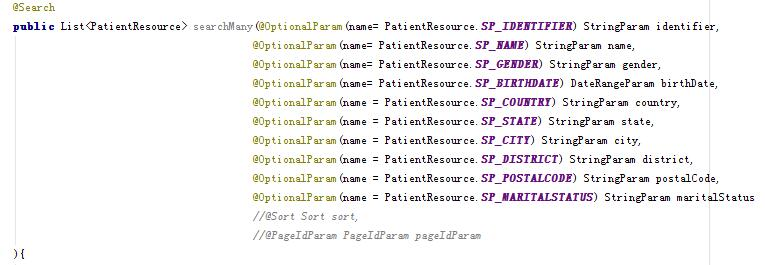 @Search
public List<PatientResource> searchMany(@OptionalParam(name= PatientResource.SP_IDENTIFIER) StringParam identifier,
@OptionalParam(name= PatientResource.SP_NAME) StringParam name,
@OptionalParam(name= PatientResource.SP_GENDER) StringParam gender,
@OptionalParam(name= PatientResource.SP_BIRTHDATE) DateRangeParam birthDate,
@OptionalParam(name = PatientResource.SP_COUNTRY) StringParam country,
@OptionalParam(name = PatientResource.SP_STATE) StringParam state,
@OptionalParam(name = PatientResource.SP_CITY) StringParam city,
@OptionalParam(name = PatientResource.SP_DISTRICT) StringParam district,
@OptionalParam(name = PatientResource.SP_POSTALCODE) StringParam postalCode,
@OptionalParam(name = PatientResource.SP_MARITALSTATUS) StringParam maritalStatus
//@Sort Sort sort,
//@PageIdParam PageIdParam pageIdParam
){